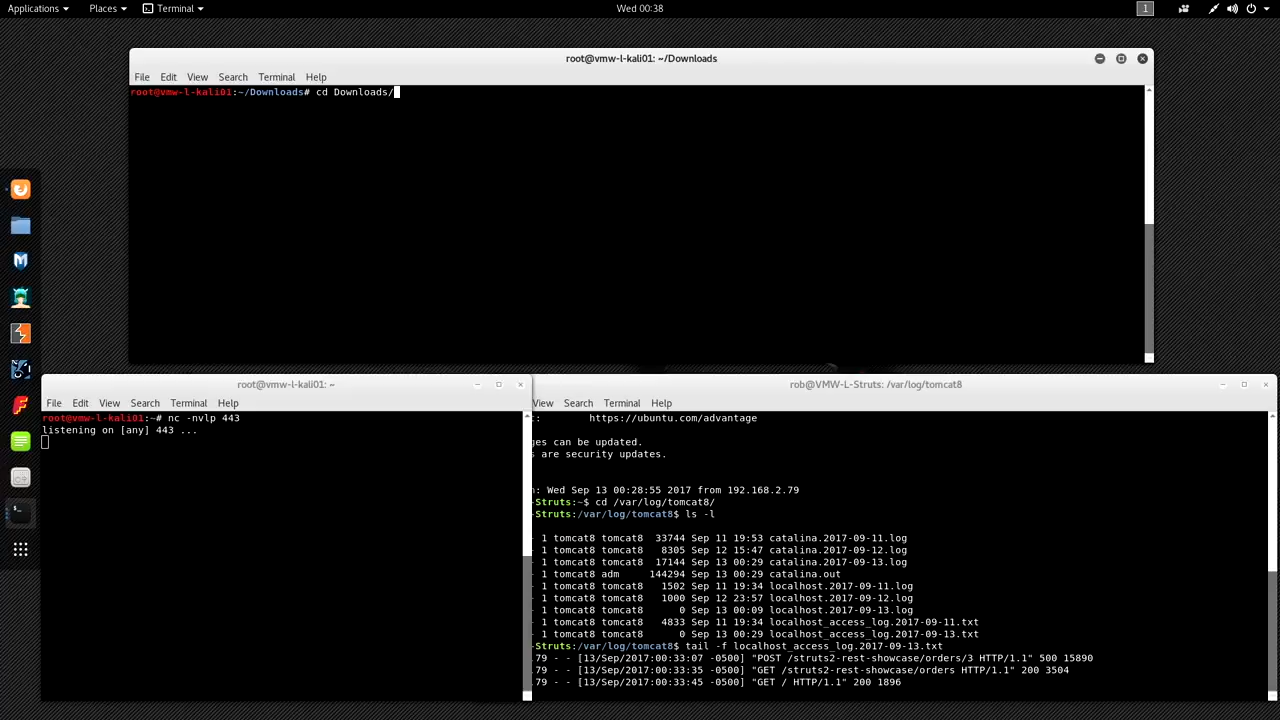 Applications Places Terminal Wed 00:38 1
root@vmw-l-kali01: ~/Downloads
File Edit View Search Terminal Help
root@vmw-l-kali01:~/Downloads# cd Downloads/
root@vmw-l-kali01: ~
File Edit View Search Terminal Help
root@vmw-l-kali01:~# nc -nvlp 443
listening on [any] 443 ...
rob@VMW-L-Struts: /var/log/tomcat8
View Search Terminal Help
t: https://ubuntu.com/advantage
ges can be updated.
s are security updates.
n: Wed Sep 13 00:28:55 2017 from 192.168.2.79
-Struts:~$ cd /var/log/tomcat8/
-Struts:/var/log/tomcat8$ ls -l
- 1 tomcat8 tomcat8 33744 Sep 11 19:53 catalina.2017-09-11.log
- 1 tomcat8 tomcat8 8305 Sep 12 15:47 catalina.2017-09-12.log
- 1 tomcat8 tomcat8 17144 Sep 13 00:29 catalina.2017-09-13.log
- 1 tomcat8 adm 144294 Sep 13 00:29 catalina.out
- 1 tomcat8 tomcat8 1502 Sep 11 19:34 localhost.2017-09-11.log
- 1 tomcat8 tomcat8 1000 Sep 12 23:57 localhost.2017-09-12.log
- 1 tomcat8 tomcat8 0 Sep 13 00:09 localhost.2017-09-13.log
- 1 tomcat8 tomcat8 4833 Sep 11 19:34 localhost_access_log.2017-09-11.txt
- 1 tomcat8 tomcat8 0 Sep 13 00:29 localhost_access_log.2017-09-13.txt
-Struts:/var/log/tomcat8$ tail -f localhost_access_log.2017-09-13.txt
.79 - - [13/Sep/2017:00:33:07 -0500] "POST /struts2-rest-showcase/orders/3 HTTP/1.1" 500 15890
.79 - - [13/Sep/2017:00:33:35 -0500] "GET /struts2-rest-showcase/orders HTTP/1.1" 200 3504
.79 - - [13/Sep/2017:00:33:45 -0500] "GET / HTTP/1.1" 200 1896